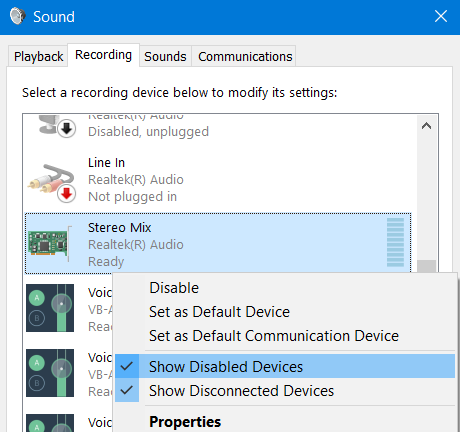 Sound
Playback Recording Sounds Communications
Select a recording device below to modify its settings:
Realtek(R) Audio
Disabled, unplugged
Line In
Realtek(R) Audio
Not plugged in
Stereo Mix
Realtek(R) Audio
Ready
Disable
Set as Default Device
Set as Default Communication Device
Show Disabled Devices
Show Disconnected Devices
Properties
A
B
Voic
VB-A
Read
A
B
Voic
VB-A
Read
A
Voic